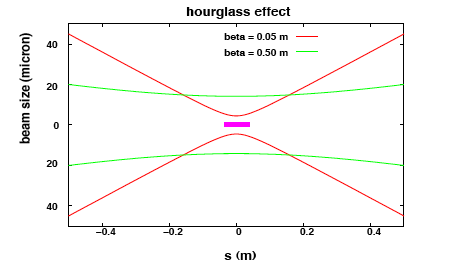 hourglass effect
beta = 0.05 m
beta = 0.50 m
beam size (micron)
40
20
0
20
40
−0.4
−0.2
0
0.2
0.4
s (m)